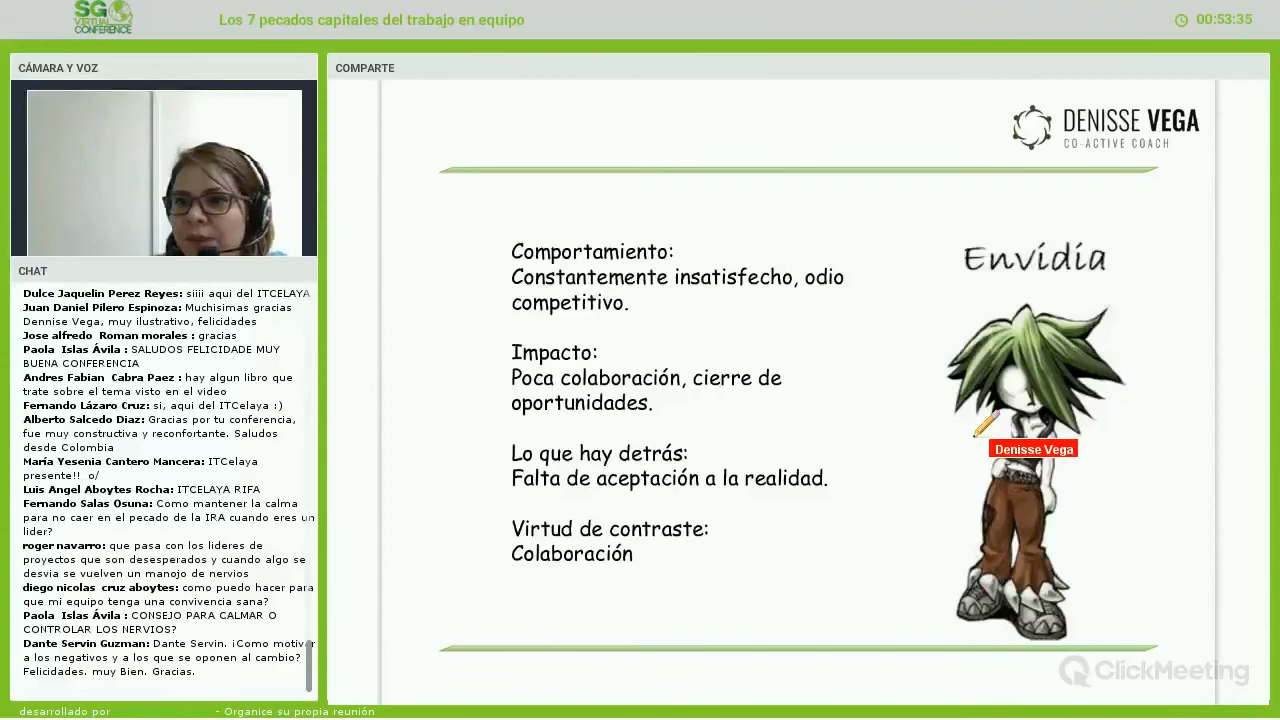 SG
VIRTUAL
CONFERENCE
Los 7 pecados capitales del trabajo en equipo
00:53:35
CÁMARA Y VOZ
CHAT
Dulce Jaquelin Perez Reyes: siiii aqui del ITCELAYA
Juan Daniel Pilero Espinoza: Muchisimas gracias
Dennise Vega, muy ilustrativo, felicidades
Jose alfredo Roman morales : gracias
Paola Islas Ávila : SALUDOS FELICIDADE MUY
BUENA CONFERENCIA
Andres Fabian Cabra Paez : hay algun libro que
trate sobre el tema visto en el video
Fernando Lázaro Cruz: si, aqui del ITCelaya :)
Alberto Salcedo Diaz: Gracias por tu conferencia,
fue muy constructiva y reconfortante. Saludos
desde Colombia
María Yesenia Cantero Mancera: ITCelaya
presente!! o/
Luis Angel Aboytes Rocha: ITCELAYA RIFA
Fernando Salas Osuna: Como mantener la calma
para no caer en el pecado de la IRA cuando eres un
lider?
roger navarro: que pasa con los lideres de
proyectos que son desesperados y cuando algo se
desvia se vuelven un manojo de nervios
diego nicolas cruz aboytes: como puedo hacer para
que mi equipo tenga una convivencia sana?
Paola Islas Ávila : CONSEJO PARA CALMAR O
CONTROLAR LOS NERVIOS?
Dante Servin Guzman: Dante Servin. ¡Como motivar
a los negativos y a los que se oponen al cambio?
Felicidades. muy Bien. Gracias.
COMPARTE
DENISSE VEGA
CO-ACTIVE COACH
Comportamiento:
Constantemente insatisfecho, odio
competitivo.
Impacto:
Poca colaboración, cierre de
oportunidades.
Lo que hay detrás:
Falta de aceptación a la realidad.
Virtud de contraste:
Colaboración
Envidia
Denisse Vega
ClickMeeting
desarrollado por - Organice su propia reunión